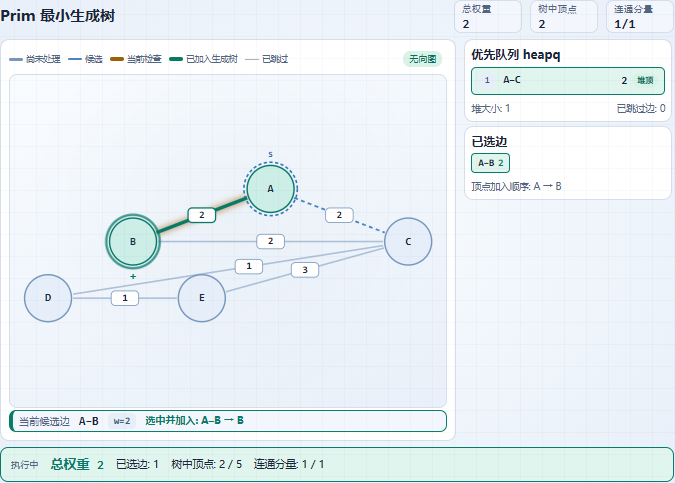 Prim 最小生成树
总权重
2
树中顶点
2
连通分量
1/1
尚未处理 候选 当前检查 已加入生成树 已跳过
无向图
S
A
2
2
B
2
C
+
1
3
D
1
E
当前候选边 A–B w=2 选中并加入: A–B → B
优先队列 heapq
1 A–C 2 堆顶
堆大小: 1 已跳过边: 0
已选边
A–B 2
顶点加入顺序: A → B
执行中 总权重 2 已选边: 1 树中顶点: 2 / 5 连通分量: 1 / 1